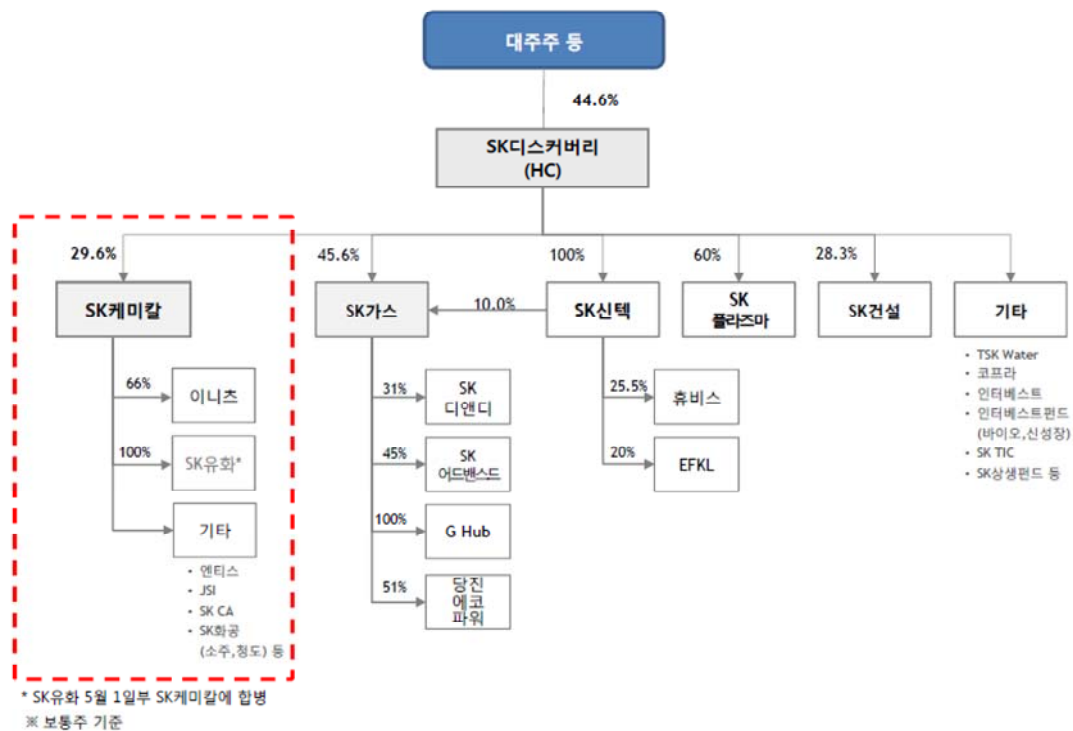 대주주 등
44.6%
SK디스커버리
(HC)
29.6%
45.6%
100%
60%
28.3%
SK케미칼
SK가스
10.0%
SK신텍
SK
플라즈마
SK건설
기타
• TSK Water
• 코프라
• 인터베스트
• 인터베스트펀드
(바이오,신성장)
• SK TIC
• SK상생펀드 등
66%
이니츠
100%
SK유화*
기타
• 엔티스
• JSI
• SK CA
• SK화공
(소주,청도) 등
31%
SK
디앤디
45%
SK
어드밴스드
100%
G Hub
51%
당진
에코
파워
25.5%
휴비스
20%
EFKL
* SK유화 5월 1일부 SK케미칼에 합병
※ 보통주 기준